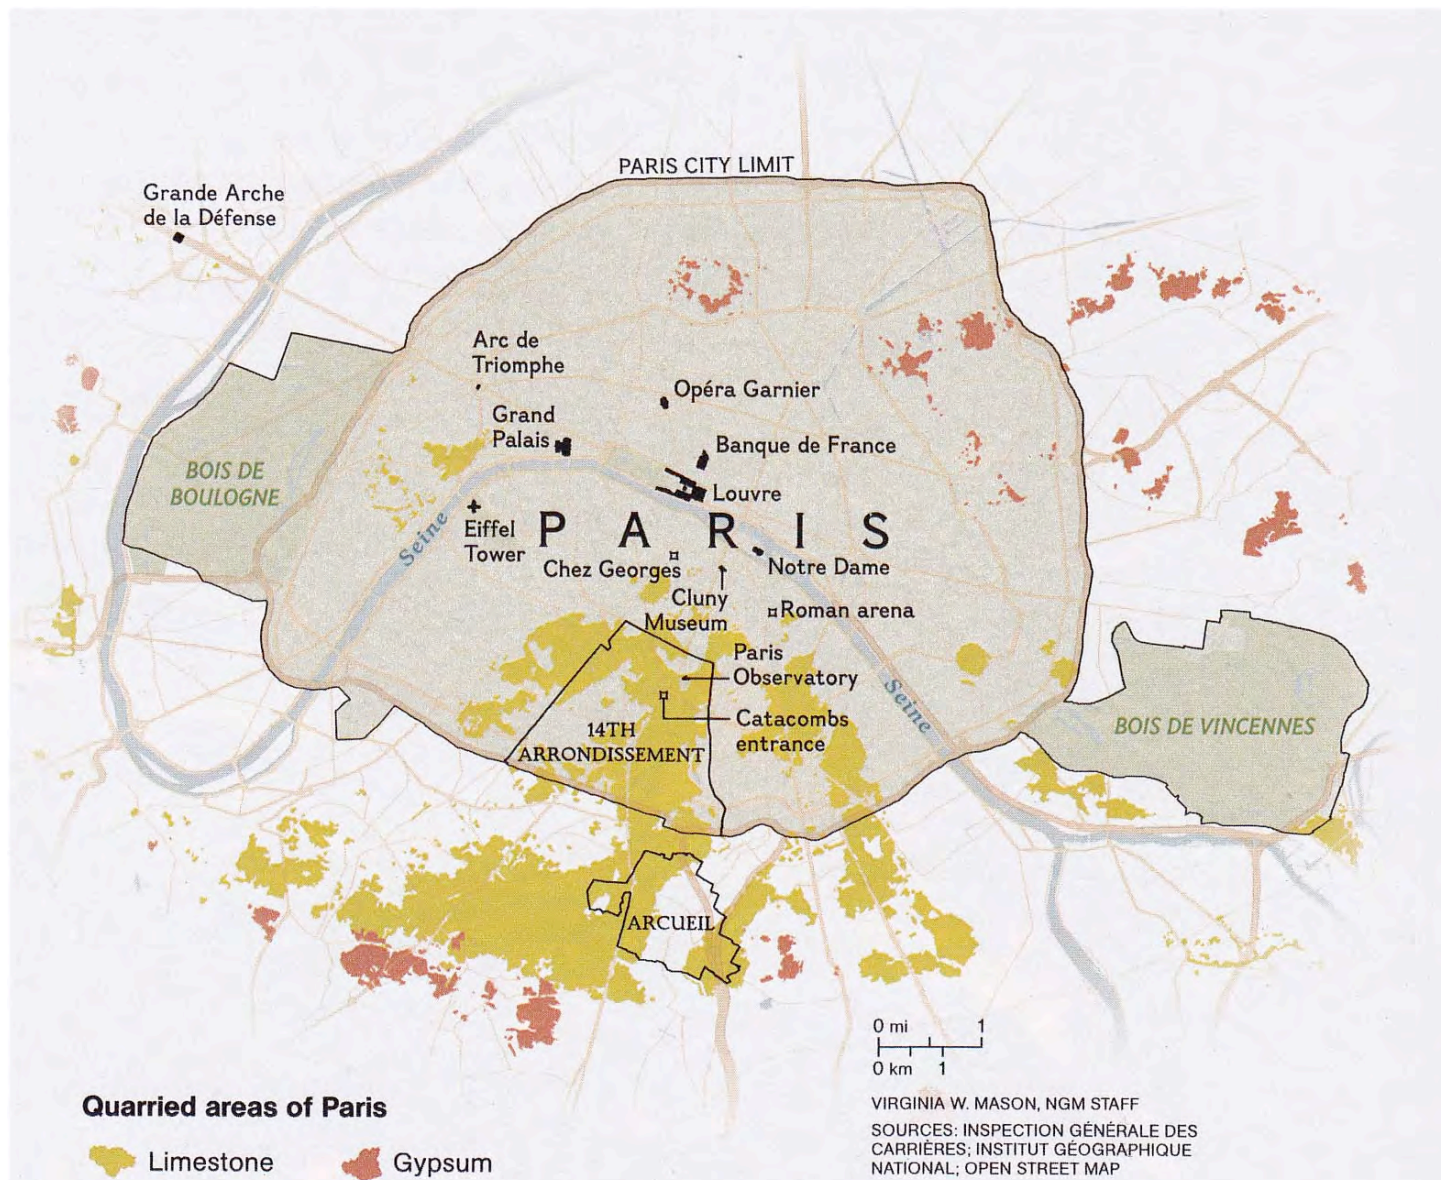 PARIS CITY LIMIT
Grande Arche
de la Défense
Arc de
Triomphe
Opéra Garnier
Grand
Palais
Banque de France
BOIS DE
BOULOGNE
Louvre
Seine
Eiffel
Tower
PARIS
Chez Georges
Notre Dame
Cluny
Museum
Roman arena
Paris
Observatory
Seine
Catacombs
entrance
14TH
ARRONDISSEMENT
BOIS DE VINCENNES
ARCUEIL
0 mi 1
0 km 1
Quarried areas of Paris
Limestone
Gypsum
VIRGINIA W. MASON, NGM STAFF
SOURCES: INSPECTION GÉNÉRALE DES
CARRIÈRES; INSTITUT GÉOGRAPHIQUE
NATIONAL; OPEN STREET MAP